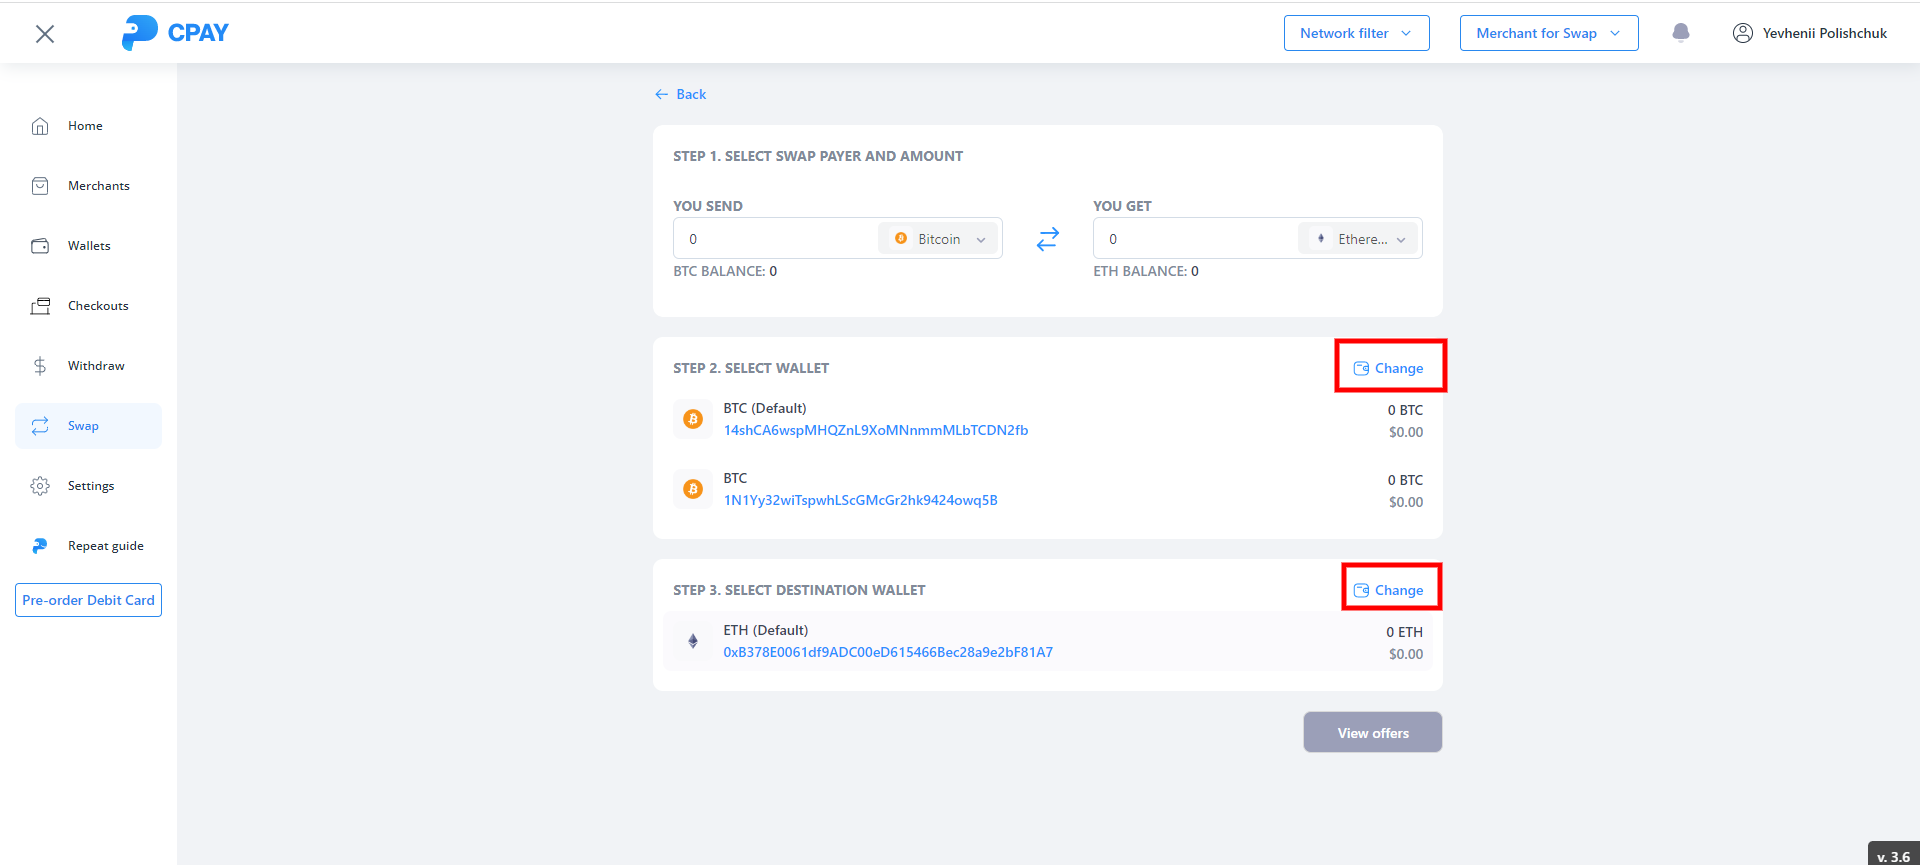 CPAY
Network filter
Merchant for Swap
Yevhenii Polishchuk
Home
Merchants
Wallets
Checkouts
Withdraw
Swap
Settings
Repeat guide
Pre-order Debit Card
Back
STEP 1. SELECT SWAP PAYER AND AMOUNT
YOU SEND
0 Bitcoin
BTC BALANCE: 0
YOU GET
0 Ethere...
ETH BALANCE: 0
STEP 2. SELECT WALLET
Change
BTC (Default)
14shCA6wspMHQZnL9XoMNnmmMLbTCDN2fb
0 BTC
$0.00
BTC
1N1Yy32wiTspwhLScGMcGr2hk9424owq5B
0 BTC
$0.00
STEP 3. SELECT DESTINATION WALLET
Change
ETH (Default)
0xB378E0061df9ADC00eD615466Bec28a9e2bF81A7
0 ETH
$0.00
View offers
v. 3.6